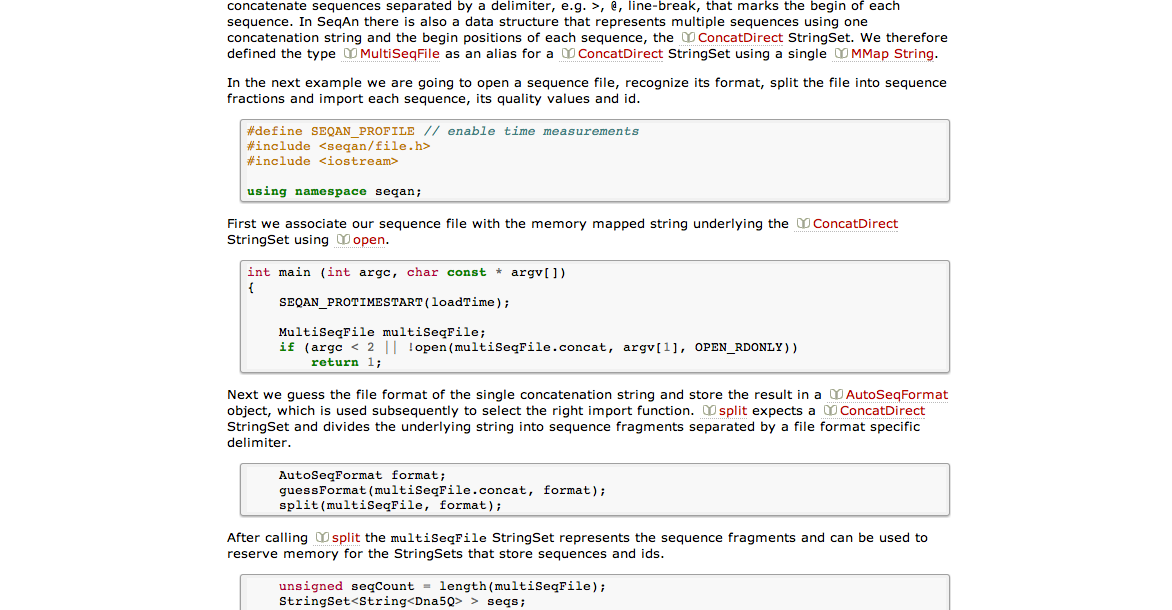 concatenate sequences separated by a delimiter, e.g. >, @, line-break, that marks the begin of each
sequence. In SeqAn there is also a data structure that represents multiple sequences using one
concatenation string and the begin positions of each sequence, the ConcatDirect StringSet. We therefore
defined the type MultiSeqFile as an alias for a ConcatDirect StringSet using a single MMap String.
In the next example we are going to open a sequence file, recognize its format, split the file into sequence
fractions and import each sequence, its quality values and id.
#define SEQAN_PROFILE // enable time measurements
#include <seqan/file.h>
#include <iostream>
using namespace seqan;
First we associate our sequence file with the memory mapped string underlying the ConcatDirect
StringSet using open.
int main (int argc, char const * argv[])
{
    SEQAN_PROTIMESTART(loadTime);
    MultiSeqFile multiSeqFile;
    if (argc < 2 || !open(multiSeqFile.concat, argv[1], OPEN_RDONLY))
        return 1;
Next we guess the file format of the single concatenation string and store the result in a AutoSeqFormat
object, which is used subsequently to select the right import function. split expects a ConcatDirect
StringSet and divides the underlying string into sequence fragments separated by a file format specific
delimiter.
    AutoSeqFormat format;
    guessFormat(multiSeqFile.concat, format);
    split(multiSeqFile, format);
After calling split the multiSeqFile StringSet represents the sequence fragments and can be used to
reserve memory for the StringSets that store sequences and ids.
    unsigned seqCount = length(multiSeqFile);
    StringSet<String<Dna5Q> > seqs;